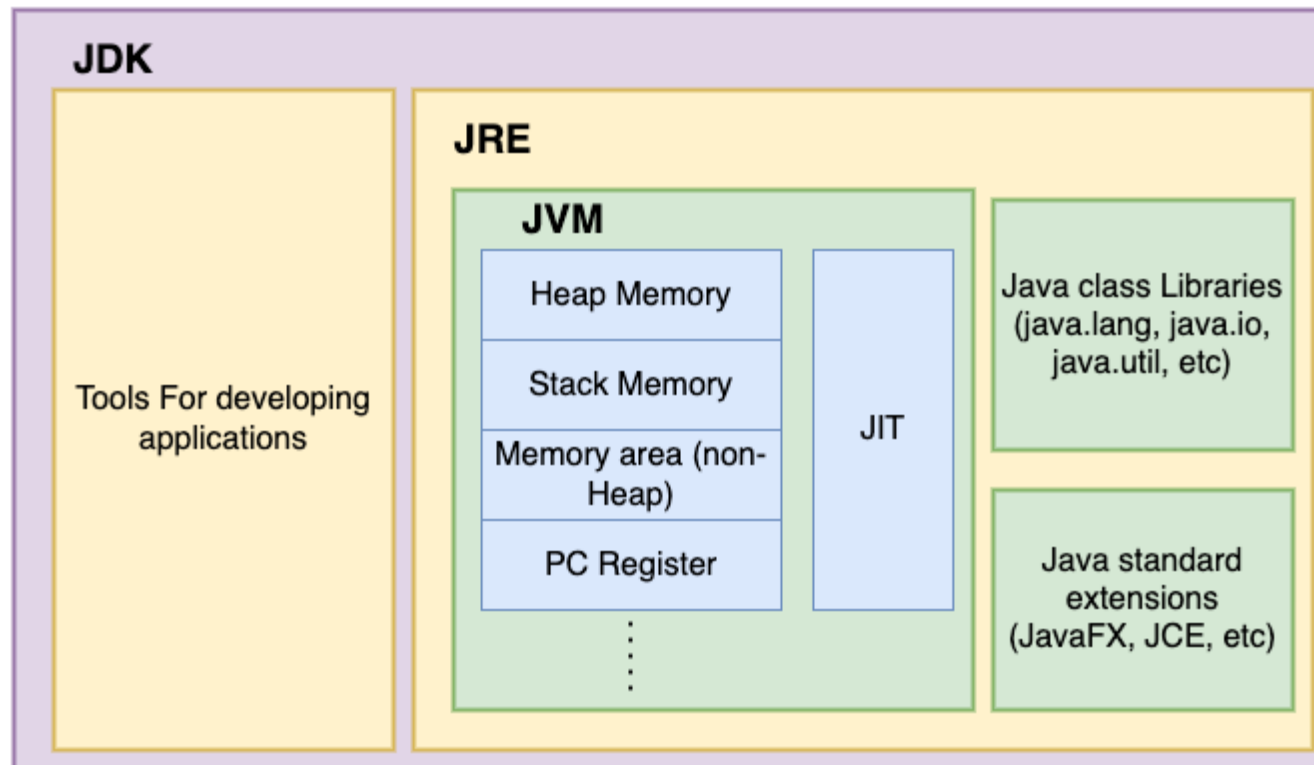 JDK
Tools For developing
applications
JRE
JVM
Heap Memory
Stack Memory
Memory area (non-
Heap)
PC Register
JIT
Java class Libraries
(java.lang, java.io,
java.util, etc)
Java standard
extensions
(JavaFX, JCE, etc)